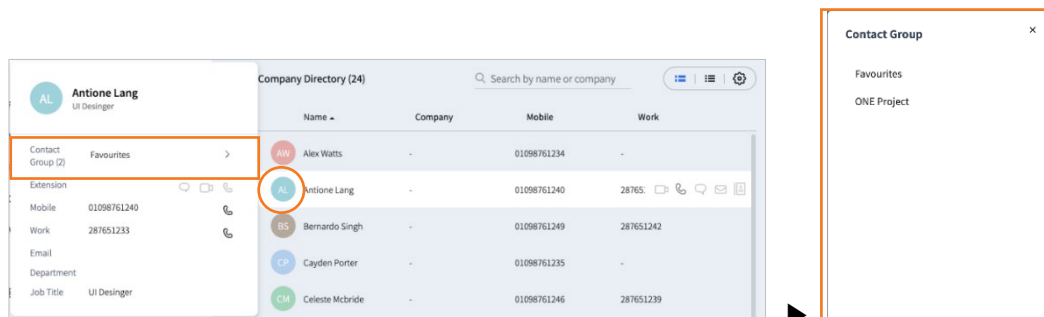 AL
Antione Lang
UI Desinger
Contact
Group (2)
Favourites
Extension
Mobile 01098761240
Work 287651233
Email
Department
Job Title UI Desinger
Company Directory (24)
Search by name or company
Name Company Mobile Work
AW Alex Watts - 01098761234 -
AL Antione Lang - 01098761240 28765:
BS Bernardo Singh - 01098761249 287651242
CP Cayden Porter - 01098761235 -
CM Celeste Mcbride - 01098761246 287651239
Contact Group
Favourites
ONE Project